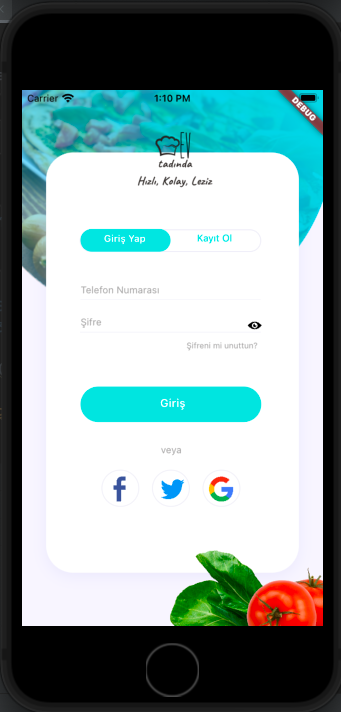 Carrier 1:10 PM
DEBUG
EV
tadında
Hızlı, Kolay, Leziz
Giriş Yap Kayıt Ol
Telefon Numarası
Şifre
Şifreni mi unuttun?
Giriş
veya